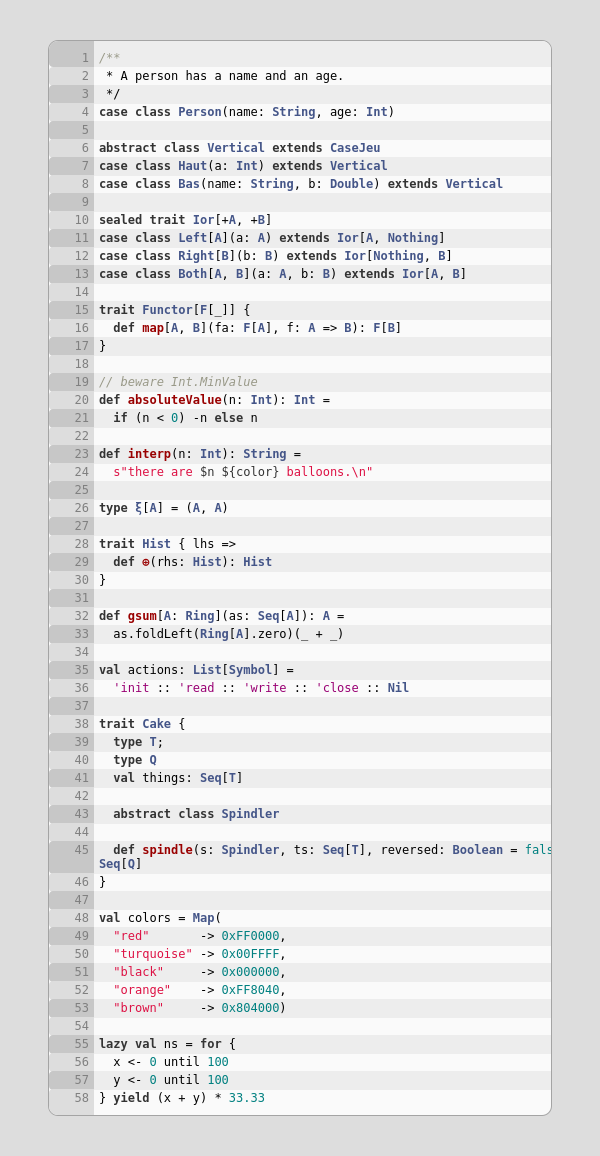 1 /**
2  * A person has a name and an age.
3  */
4 case class Person(name: String, age: Int)
5
6 abstract class Vertical extends CaseJeu
7 case class Haut(a: Int) extends Vertical
8 case class Bas(name: String, b: Double) extends Vertical
9
10 sealed trait Ior[+A, +B]
11 case class Left[A](a: A) extends Ior[A, Nothing]
12 case class Right[B](b: B) extends Ior[Nothing, B]
13 case class Both[A, B](a: A, b: B) extends Ior[A, B]
14
15 trait Functor[F[_]] {
16   def map[A, B](fa: F[A], f: A => B): F[B]
17 }
18
19 // beware Int.MinValue
20 def absoluteValue(n: Int): Int =
21   if (n < 0) -n else n
22
23 def interp(n: Int): String =
24   s"there are $n ${color} balloons.\n"
25
26 type ξ[A] = (A, A)
27
28 trait Hist { lhs =>
29   def ⊕(rhs: Hist): Hist
30 }
31
32 def gsum[A: Ring](as: Seq[A]): A =
33   as.foldLeft(Ring[A].zero)(_ + _)
34
35 val actions: List[Symbol] =
36   'init :: 'read :: 'write :: 'close :: Nil
37
38 trait Cake {
39   type T;
40   type Q
41   val things: Seq[T]
42
43   abstract class Spindler
44
45   def spindle(s: Spindler, ts: Seq[T], reversed: Boolean = fals
Seq[Q]
46 }
47
48 val colors = Map(
49   "red"       -> 0xFF0000,
50   "turquoise" -> 0x00FFFF,
51   "black"     -> 0x000000,
52   "orange"    -> 0xFF8040,
53   "brown"     -> 0x804000)
54
55 lazy val ns = for {
56   x <- 0 until 100
57   y <- 0 until 100
58 } yield (x + y) * 33.33